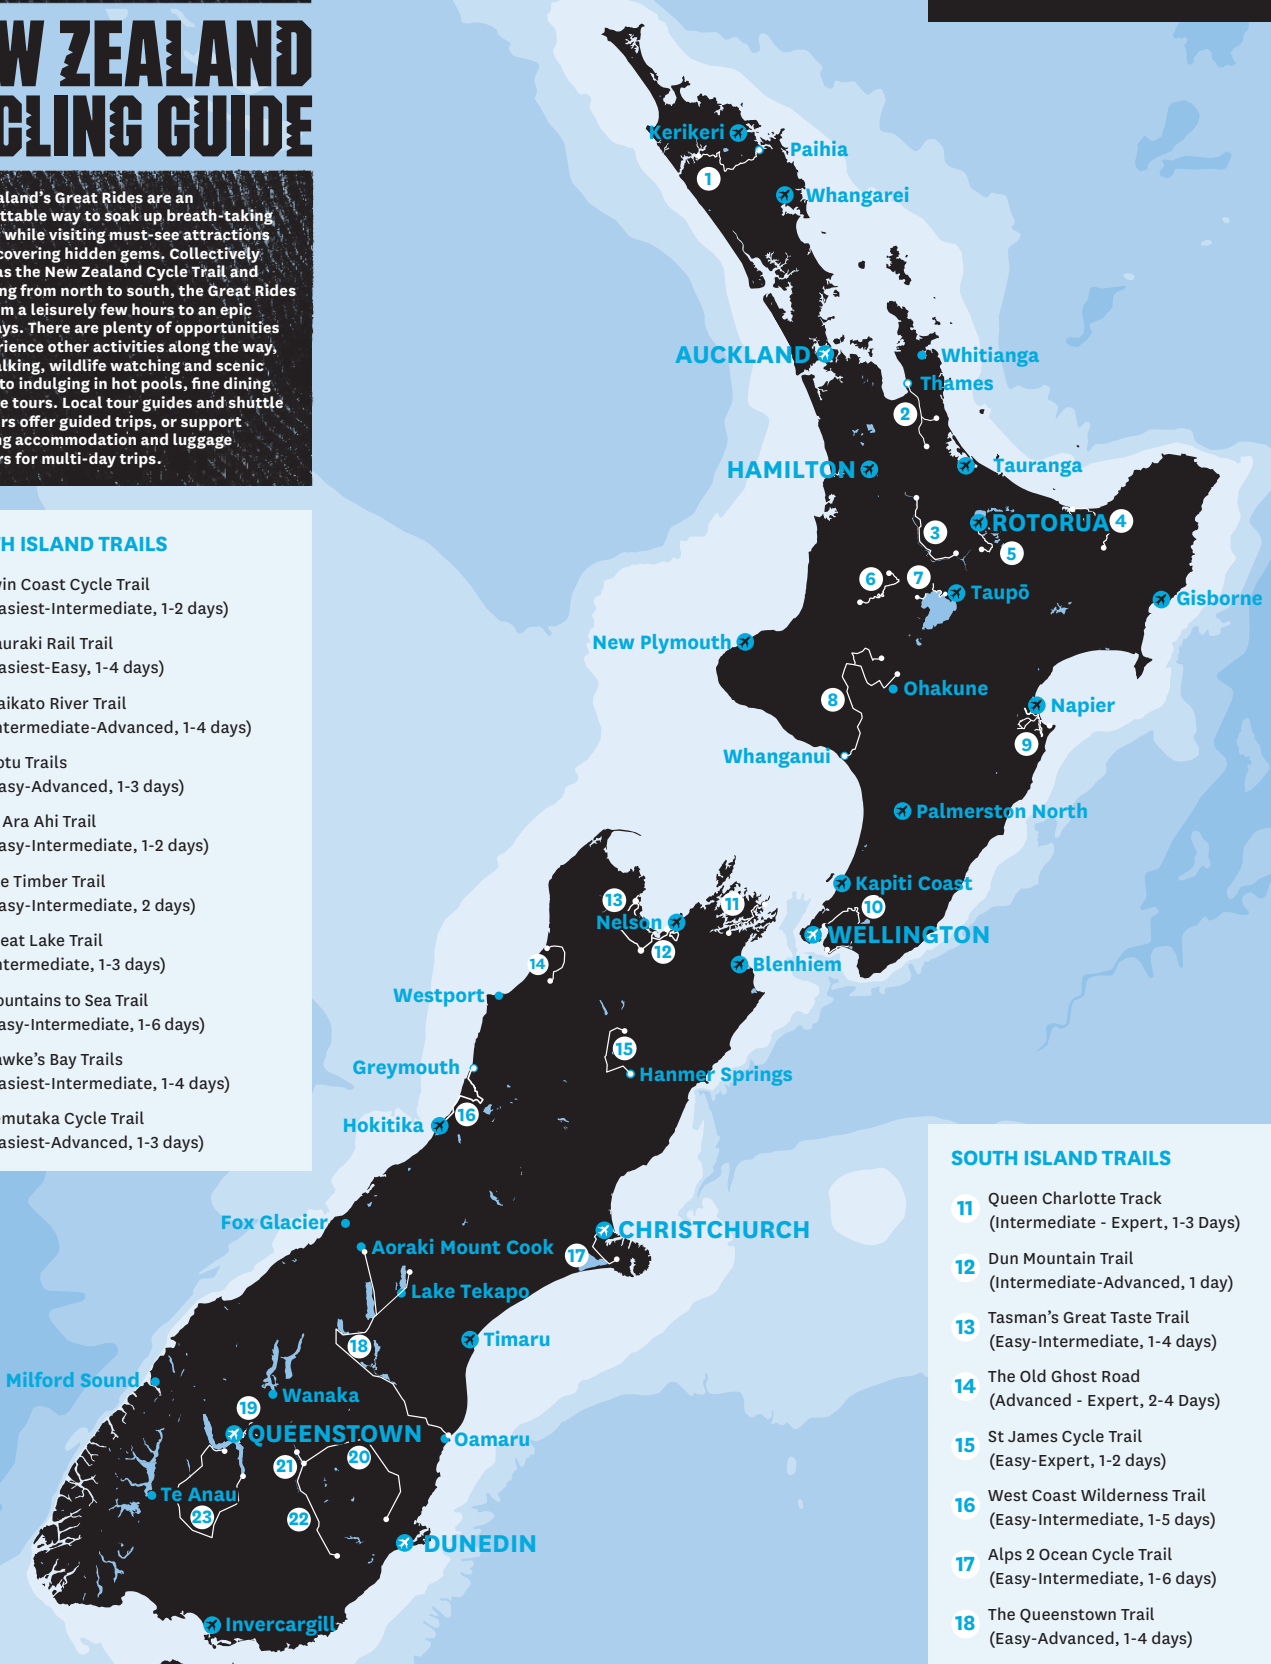 W ZEALAND
CLING GUIDE
aland's Great Rides are an
ttable way to soak up breath-taking
while visiting must-see attractions
covering hidden gems. Collectively
as the New Zealand Cycle Trail and
ng from north to south, the Great Rides
m a leisurely few hours to an epic
ays. There are plenty of opportunities
rience other activities along the way,
alking, wildlife watching and scenic
to indulging in hot pools, fine dining
e tours. Local tour guides and shuttle
rs offer guided trips, or support
ng accommodation and luggage
rs for multi-day trips.
TH ISLAND TRAILS
in Coast Cycle Trail
asiest-Intermediate, 1-2 days)
auraki Rail Trail
asiest-Easy, 1-4 days)
aikato River Trail
ntermediate-Advanced, 1-4 days)
otu Trails
asy-Advanced, 1-3 days)
Ara Ahi Trail
asy-Intermediate, 1-2 days)
e Timber Trail
asy-Intermediate, 2 days)
eat Lake Trail
ntermediate, 1-3 days)
ountains to Sea Trail
asy-Intermediate, 1-6 days)
awke's Bay Trails
asiest-Intermediate, 1-4 days)
emutaka Cycle Trail
asiest-Advanced, 1-3 days)
Kerikeri
Paihia
1
Whangarei
AUCKLAND
Whitianga
Thames
2
HAMILTON
Tauranga
ROTORUA
4
3
5
6
7
Taupō
Gisborne
New Plymouth
Ohakune
8
Napier
9
Whanganui
Palmerston North
Kapiti Coast
10
WELLINGTON
13
11
Nelson
12
14
Blenhiem
Westport
15
Greymouth
Hanmer Springs
16
Hokitika
Fox Glacier
CHRISTCHURCH
Aoraki Mount Cook
17
Lake Tekapo
Timaru
18
Milford Sound
Wanaka
19
QUEENSTOWN
Oamaru
20
21
Te Anau
23
22
DUNEDIN
Invercargill
SOUTH ISLAND TRAILS
11 Queen Charlotte Track
(Intermediate - Expert, 1-3 Days)
12 Dun Mountain Trail
(Intermediate-Advanced, 1 day)
13 Tasman's Great Taste Trail
(Easy-Intermediate, 1-4 days)
14 The Old Ghost Road
(Advanced - Expert, 2-4 Days)
15 St James Cycle Trail
(Easy-Expert, 1-2 days)
16 West Coast Wilderness Trail
(Easy-Intermediate, 1-5 days)
17 Alps 2 Ocean Cycle Trail
(Easy-Intermediate, 1-6 days)
18 The Queenstown Trail
(Easy-Advanced, 1-4 days)